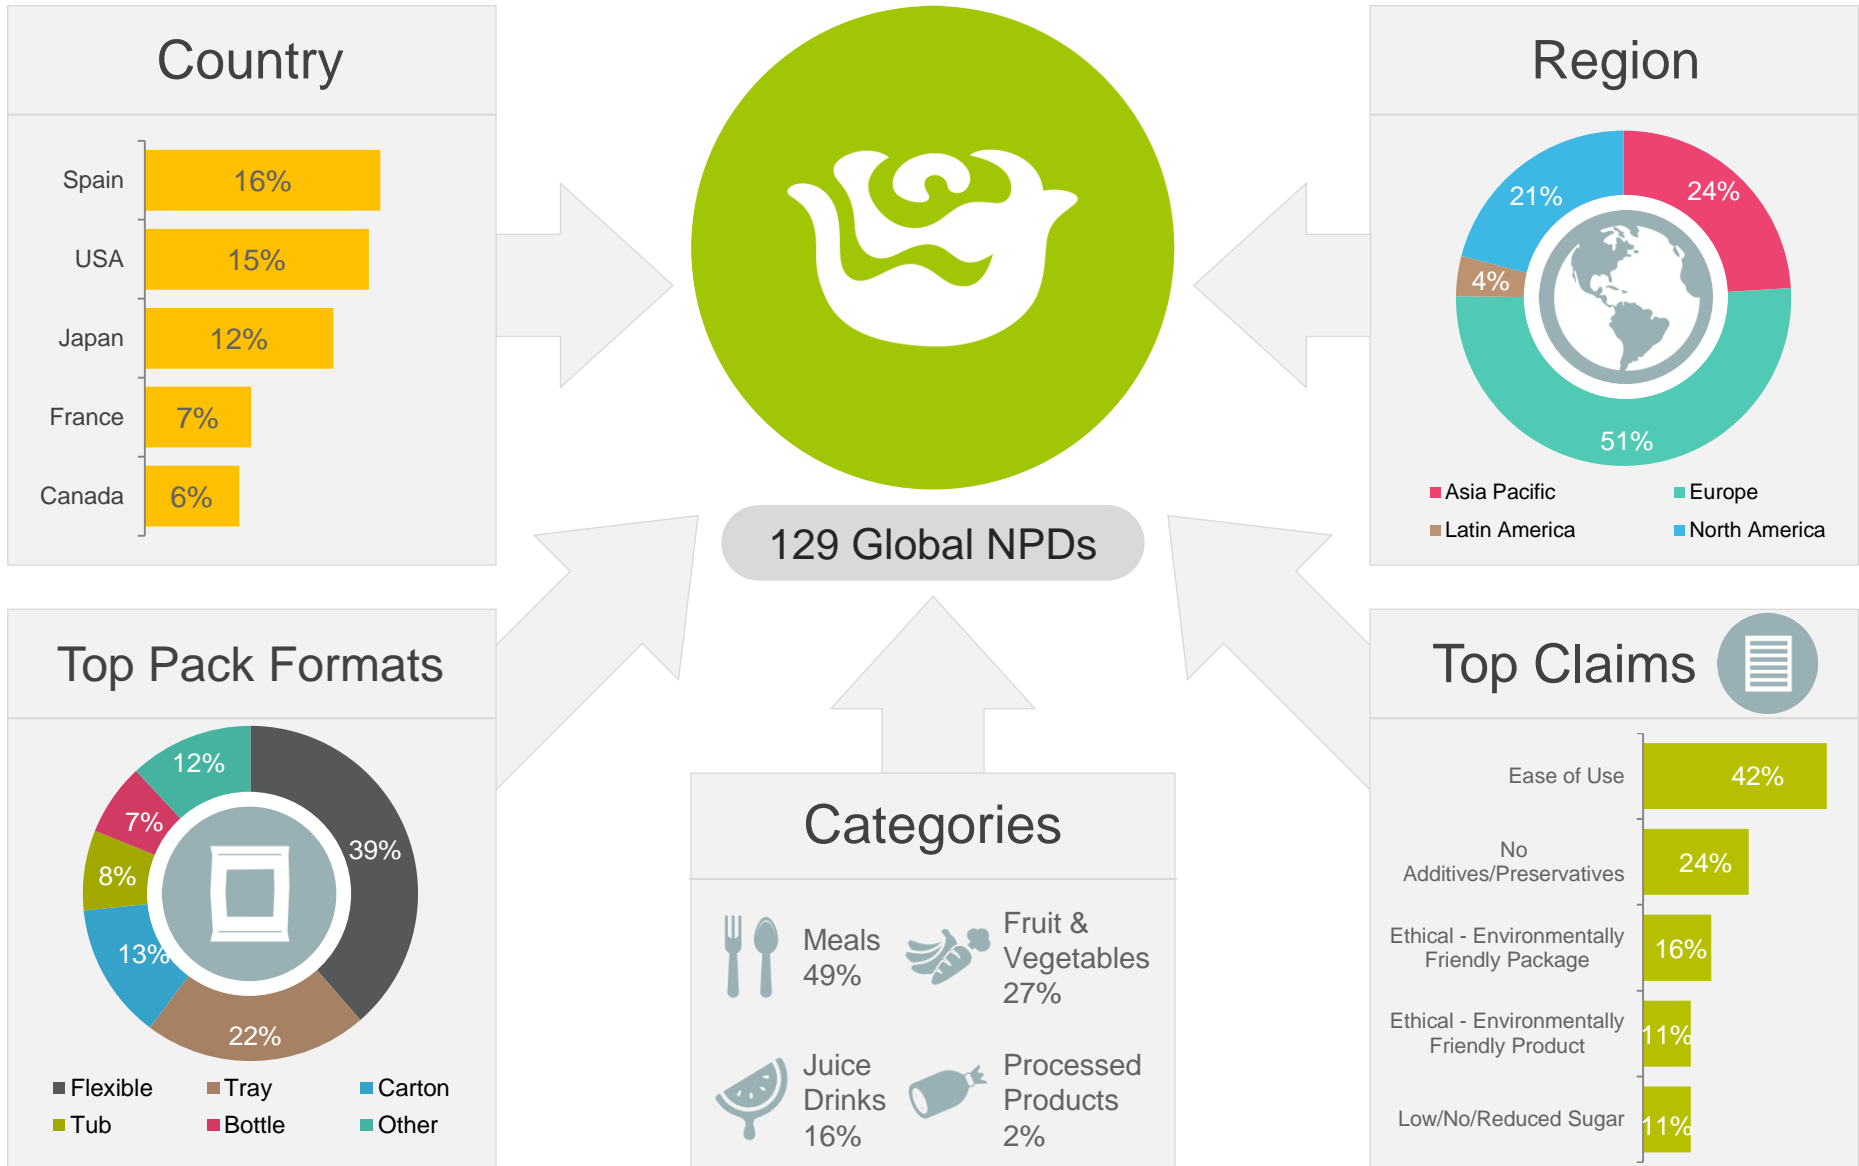 Country
Spain
16%
USA
15%
Japan
12%
France
7%
Canada
6%
129 Global NPDs
Region
21%
24%
4%
51%
Asia Pacific
Europe
Latin America
North America
Top Pack Formats
12%
7%
39%
8%
13%
22%
Flexible
Tray
Carton
Tub
Bottle
Other
Categories
Meals
49%
Fruit &
Vegetables
27%
Juice
Drinks
16%
Processed
Products
2%
Top Claims
Ease of Use
42%
No
Additives/Preservatives
24%
Ethical - Environmentally
Friendly Package
16%
Ethical - Environmentally
Friendly Product
11%
Low/No/Reduced Sugar
11%